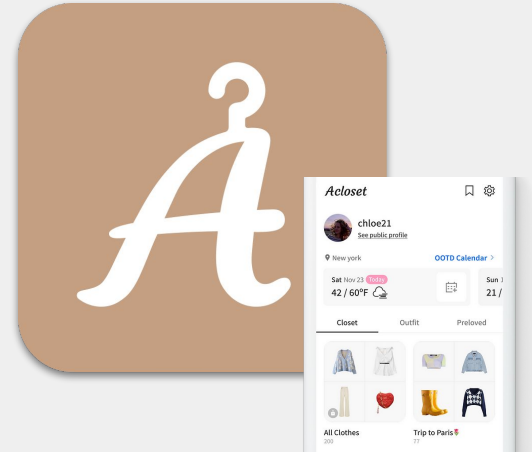 A
Acloset
chloe21
See public profile
New york
OOTD Calendar >
Sat Nov 23 Today
42 / 60°F
Sun
21 /
Closet Outfit Preloved
All Clothes
300
Trip to Paris
77